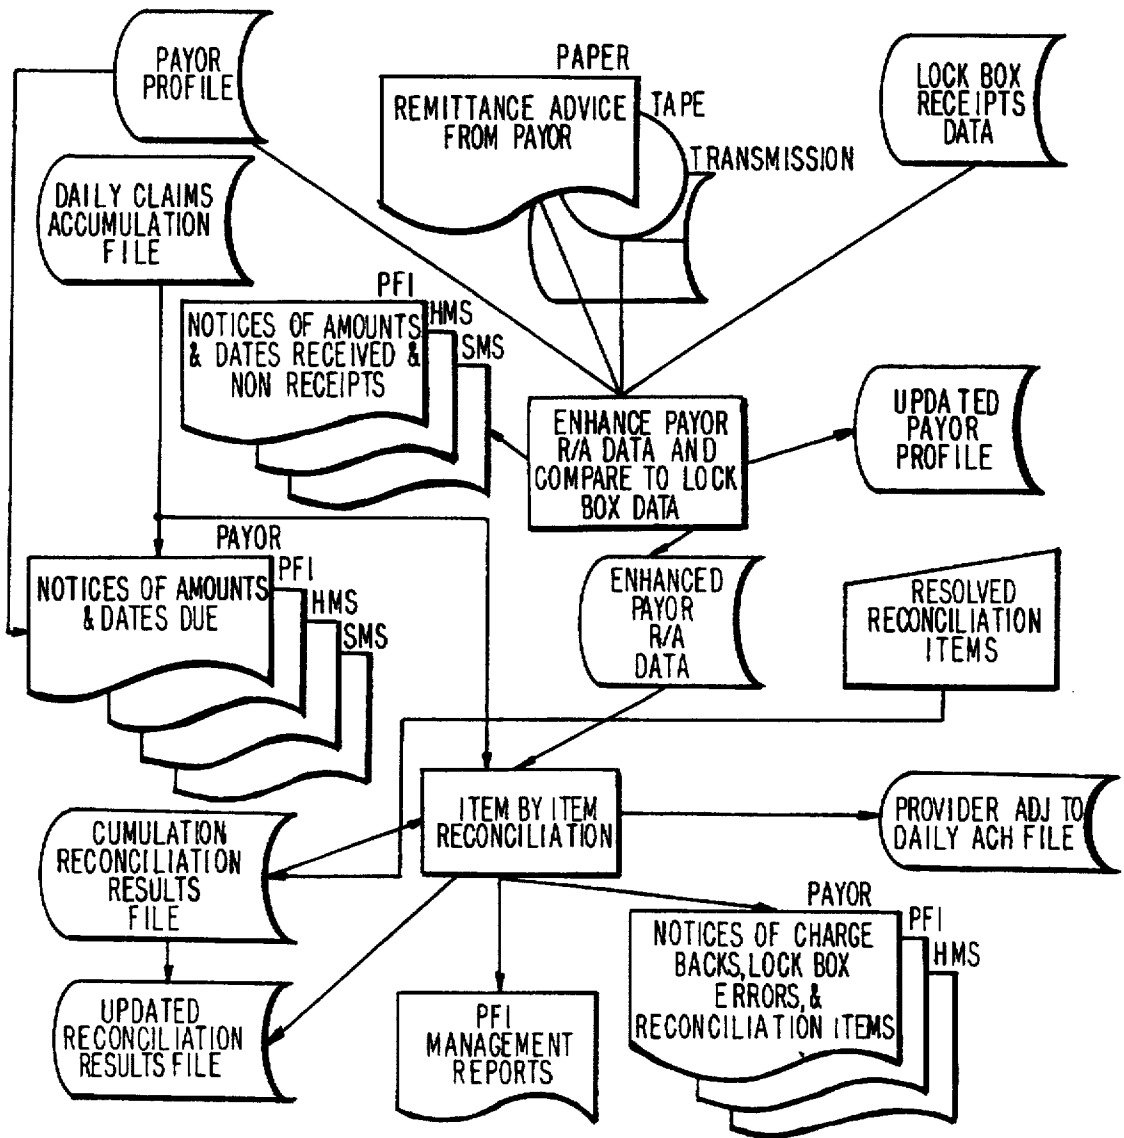 PAYOR
PROFILE
PAPER
REMITTANCE ADVICE
FROM PAYOR
TAPE
TRANSMISSION
LOCK BOX
RECEIPTS
DATA
DAILY CLAIMS
ACCUMULATION
FILE
PFI
HMS
SMS
NOTICES OF AMOUNTS
& DATES RECEIVED &
NON RECEIPTS
ENHANCE PAYOR
R/A DATA AND
COMPARE TO LOCK
BOX DATA
UPDATED
PAYOR
PROFILE
PAYOR
PFI
HMS
SMS
NOTICES OF AMOUNTS
& DATES DUE
ENHANCED
PAYOR
R/A
DATA
RESOLVED
RECONCILIATION
ITEMS
CUMULATION
RECONCILIATION
RESULTS
FILE
ITEM BY ITEM
RECONCILIATION
PROVIDER ADJ TO
DAILY ACH FILE
PAYOR
PFI
HMS
NOTICES OF CHARGE
BACKS, LOCK BOX
ERRORS, &
RECONCILIATION ITEMS
UPDATED
RECONCILIATION
RESULTS FILE
PFI
MANAGEMENT
REPORTS